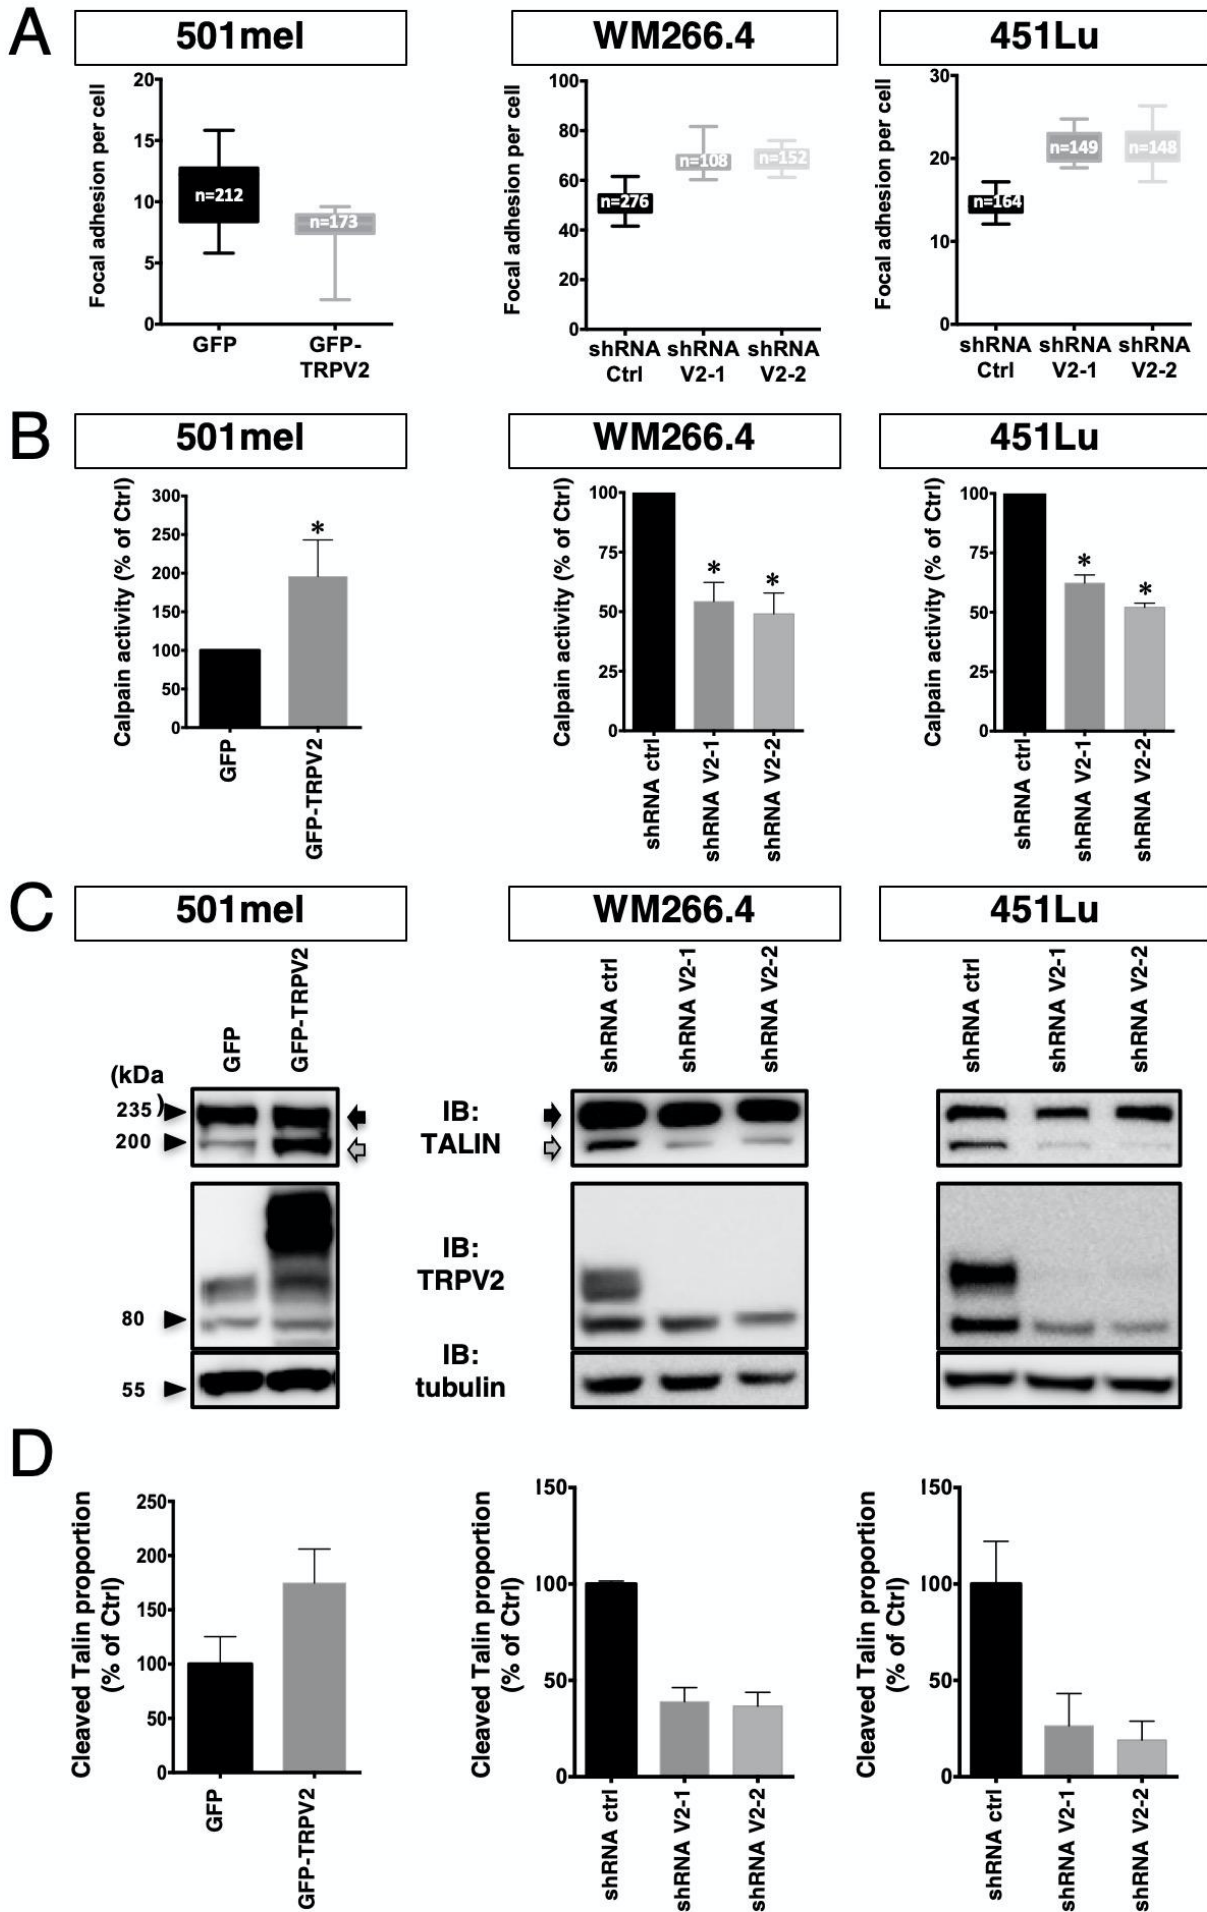 A
501mel
WM266.4
451Lu
Focal adhesion per cell
20
15
10
5
0
n=212
n=173
GFP
GFP-
TRPV2
Focal adhesion per cell
100
80
60
40
20
0
n=276
n=108
n=152
shRNA shRNA shRNA
Ctrl V2-1 V2-2
Focal adhesion per cell
30
20
10
0
n=164
n=149
n=148
shRNA shRNA shRNA
Ctrl V2-1 V2-2
B
501mel
WM266.4
451Lu
Calpain activity (% of Ctrl)
300
250
200
150
100
50
0
*
GFP
GFP-TRPV2
Calpain activity (% of Ctrl)
100
75
50
25
0
*
*
shRNA ctrl
shRNA V2-1
shRNA V2-2
Calpain activity (% of Ctrl)
100
75
50
25
0
*
*
shRNA ctrl
shRNA V2-1
shRNA V2-2
C
501mel
WM266.4
451Lu
GFP
GFP-TRPV2
shRNA ctrl
shRNA V2-1
shRNA V2-2
shRNA ctrl
shRNA V2-1
shRNA V2-2
(kDa
)
235
200
80
55
IB:
TALIN
IB:
TRPV2
IB:
tubulin
D
Cleaved Talin proportion
(% of Ctrl)
250
200
150
100
50
0
GFP
GFP-TRPV2
Cleaved Talin proportion
(% of Ctrl)
150
100
50
0
shRNA ctrl
shRNA V2-1
shRNA V2-2
Cleaved Talin proportion
(% of Ctrl)
150
100
50
0
shRNA ctrl
shRNA V2-1
shRNA V2-2